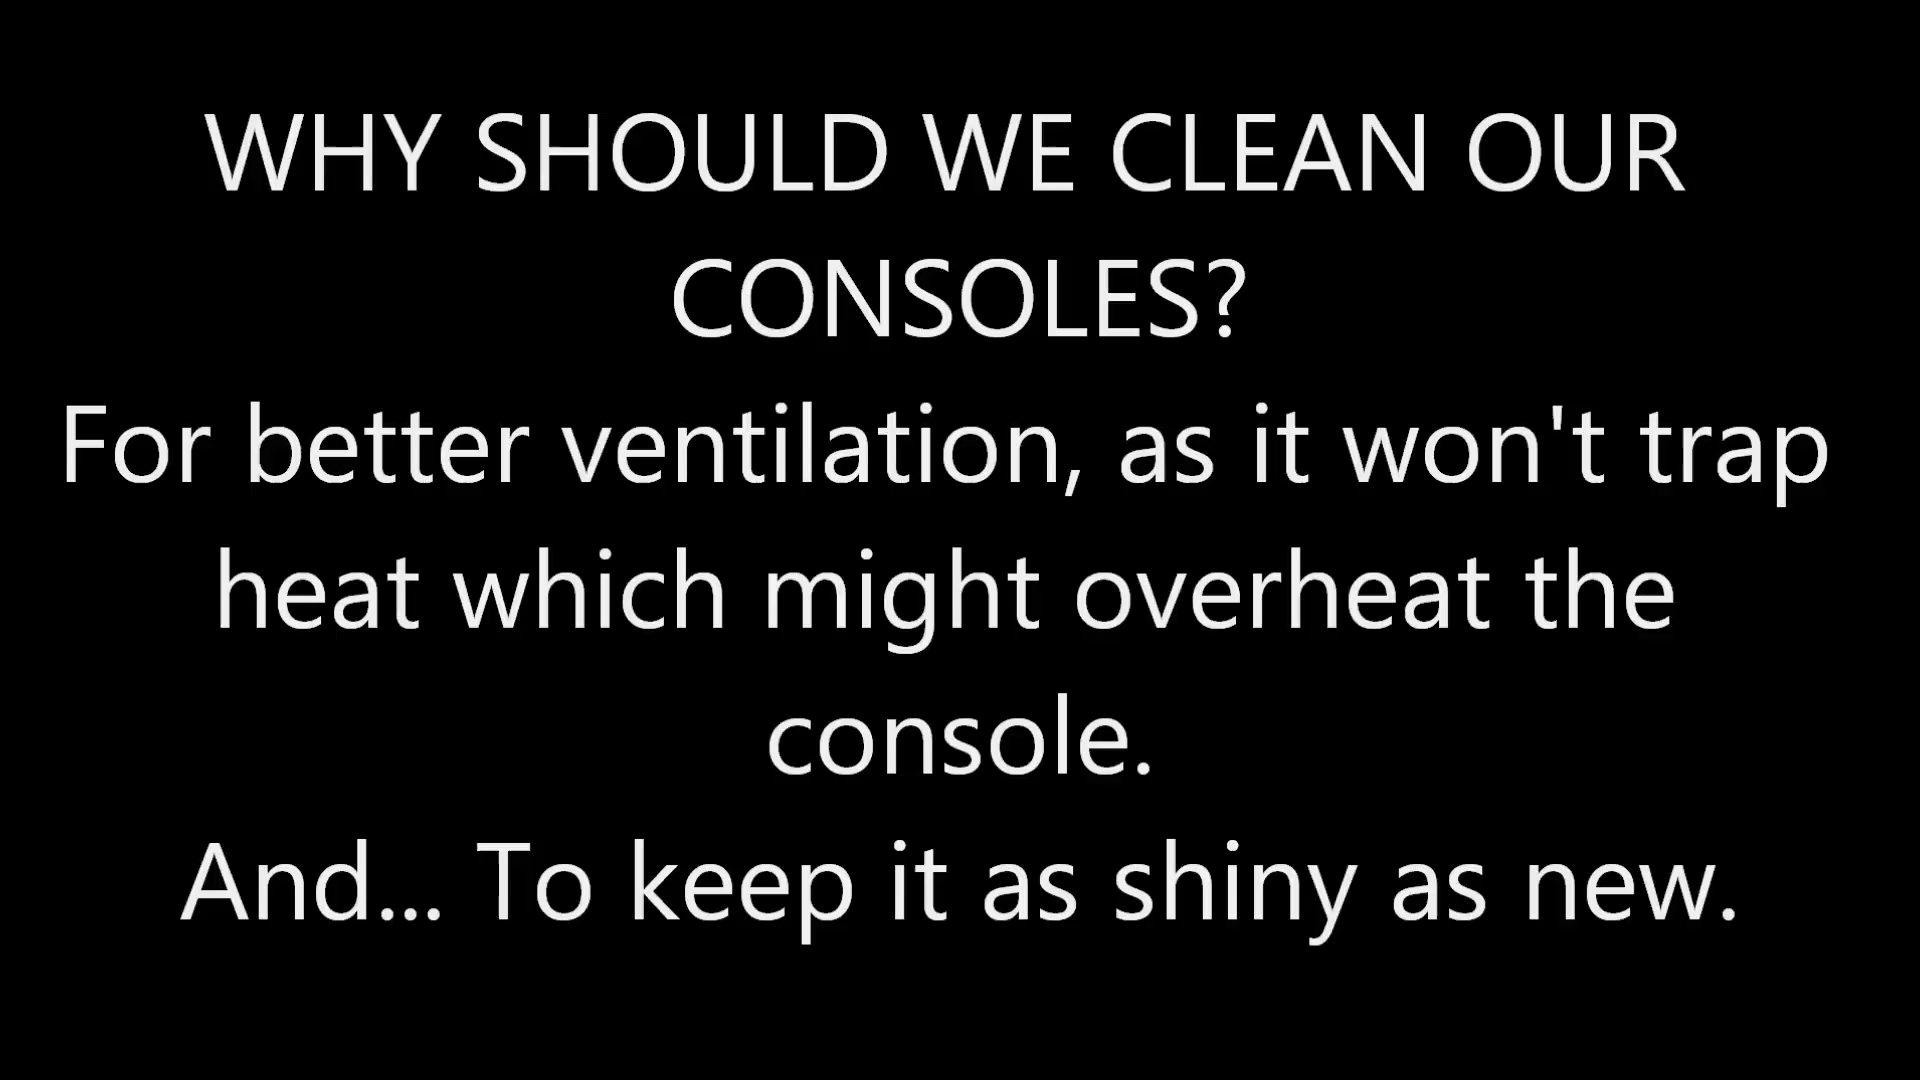 WHY SHOULD WE CLEAN OUR
CONSOLES?
For better ventilation, as it won't trap
heat which might overheat the
console.
And... To keep it as shiny as new.